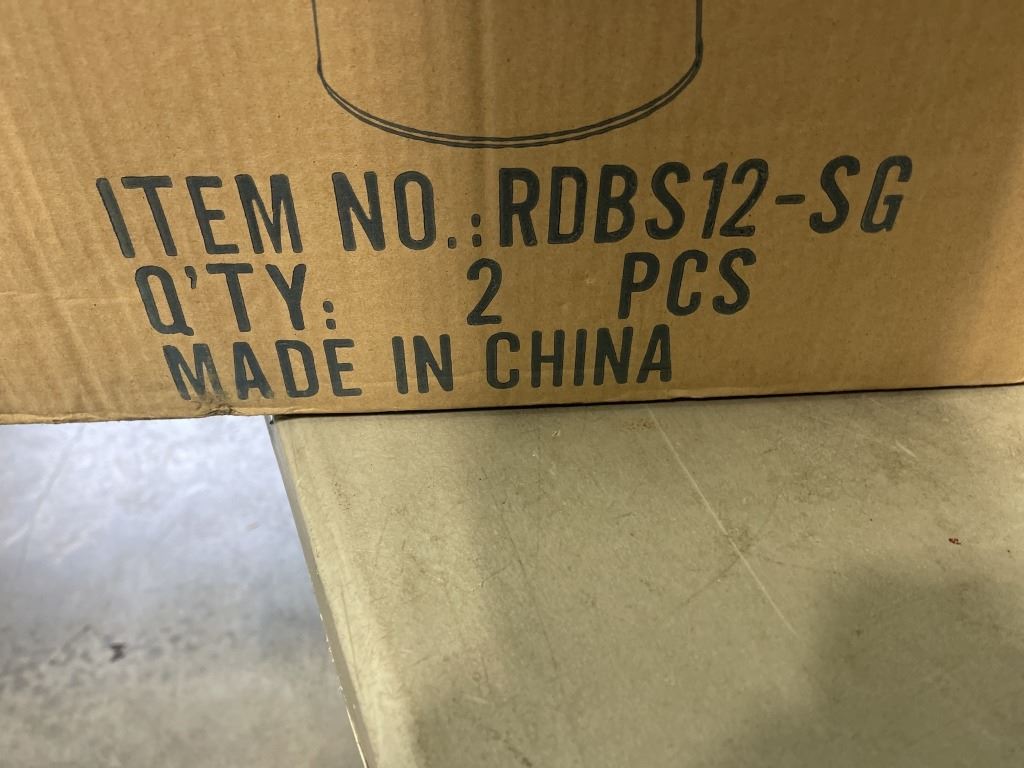 ITEM NO.:RDBS12-SG
Q'TY: 2 PCS
MADE IN CHINA